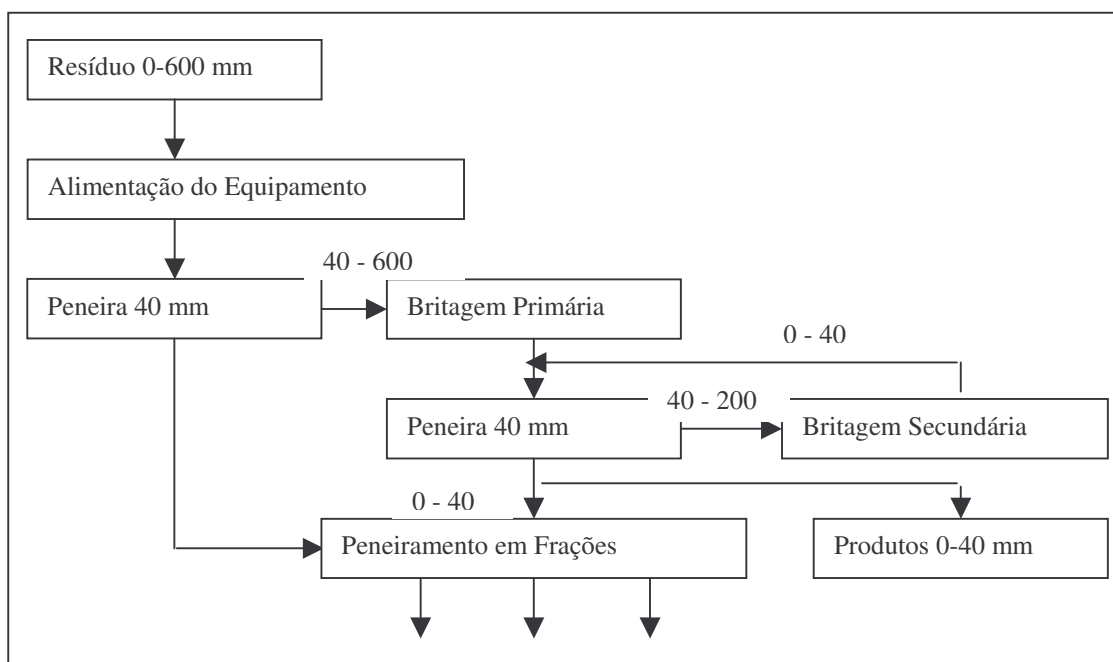 Resíduo 0-600 mm
Alimentação do Equipamento
40 - 600
Peneira 40 mm
Britagem Primária
0 - 40
40 - 200
Peneira 40 mm
Britagem Secundária
0 - 40
Peneiramento em Frações
Produtos 0-40 mm